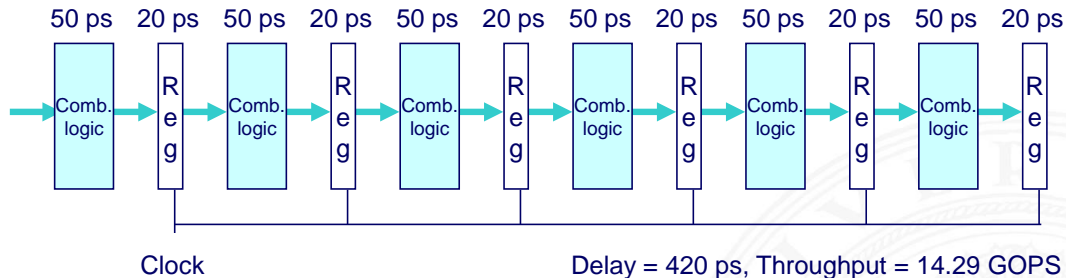 50 ps 20 ps 50 ps 20 ps 50 ps 20 ps 50 ps 20 ps 50 ps 20 ps 50 ps 20 ps
Comb. logic
Reg
Comb. logic
Reg
Comb. logic
Reg
Comb. logic
Reg
Comb. logic
Reg
Comb. logic
Reg
Clock
Delay = 420 ps, Throughput = 14.29 GOPS